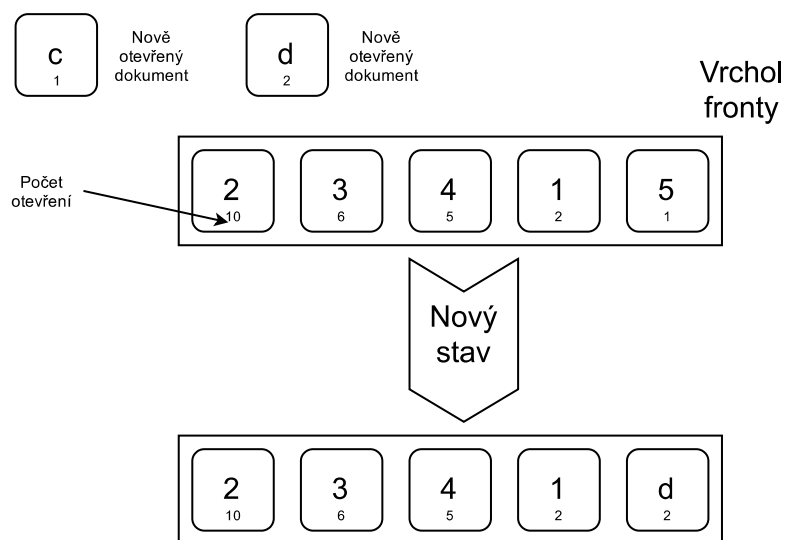 c
1
Nově
otevřený
dokument
d
2
Nově
otevřený
dokument
Vrchol
fronty
Počet
otevření
2
10
3
6
4
5
1
2
5
1
Nový
stav
2
10
3
6
4
5
1
2
d
2